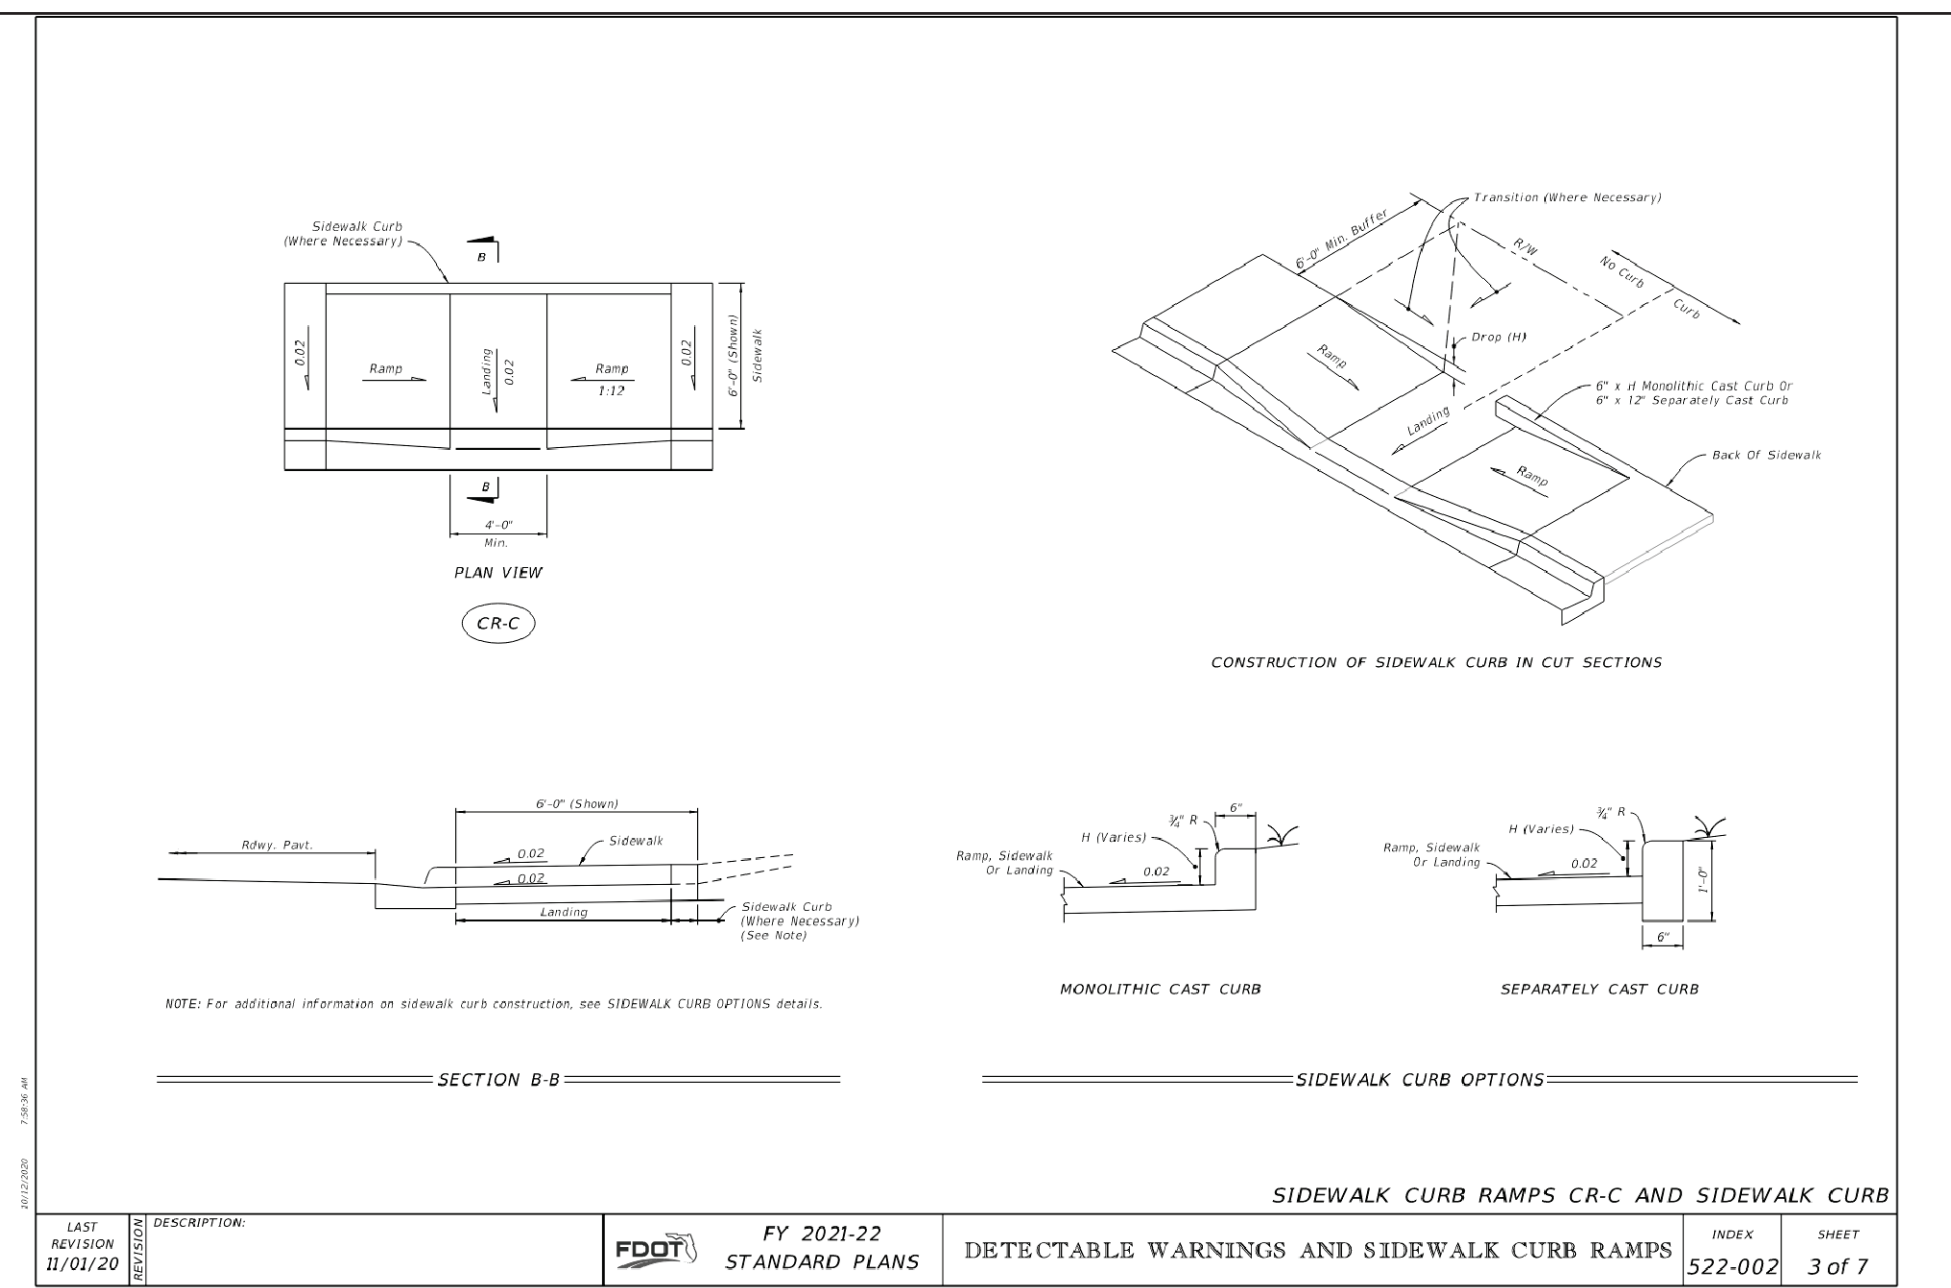 Sidewalk Curb
(Where Necessary)
B
0.02
Ramp
Landing
0.02
Ramp
1:12
0.02
6'-0" (Shown)
Sidewalk
B
4'-0"
Min.
PLAN VIEW
CR-C
Transition (Where Necessary)
6'-0" Min. Buffer
R/W
No Curb
Curb
Drop (H)
Ramp
6" x H Monolithic Cast Curb Or
6" x 12" Separately Cast Curb
Landing
Back Of Sidewalk
Ramp
CONSTRUCTION OF SIDEWALK CURB IN CUT SECTIONS
6'-0" (Shown)
Rdwy. Pavt.
Sidewalk
0.02
0.02
Landing
Sidewalk Curb
(Where Necessary)
(See Note)
NOTE: For additional information on sidewalk curb construction, see SIDEWALK CURB OPTIONS details.
SECTION B-B
6"
¾" R
H (Varies)
Ramp, Sidewalk
Or Landing
0.02
MONOLITHIC CAST CURB
¾" R
H (Varies)
Ramp, Sidewalk
Or Landing
0.02
1'-0"
6"
SEPARATELY CAST CURB
SIDEWALK CURB OPTIONS
7:58:36 AM
10/12/2020
SIDEWALK CURB RAMPS CR-C AND SIDEWALK CURB
LAST
REVISION
11/01/20
REVISION
DESCRIPTION:
FDOT
FY 2021-22
STANDARD PLANS
DETECTABLE WARNINGS AND SIDEWALK CURB RAMPS
INDEX
522-002
SHEET
3 of 7